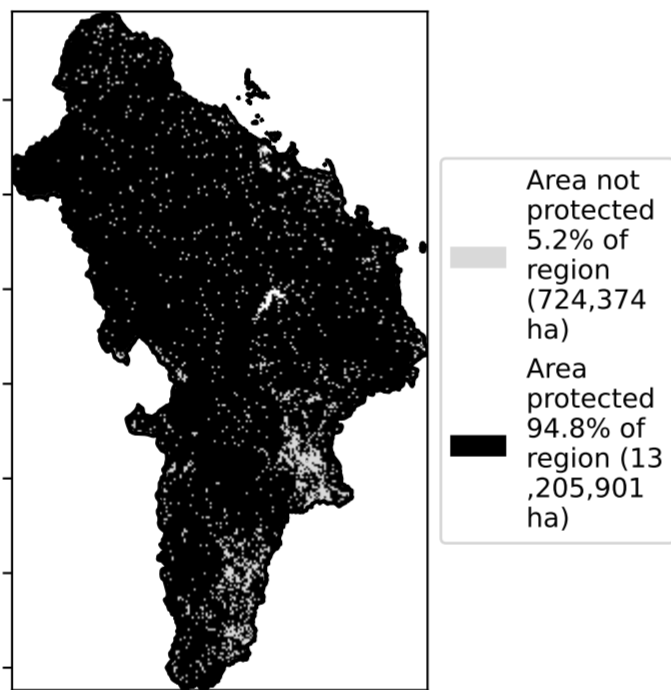 Area not
protected
5.2% of
region
(724,374
ha)
Area
protected
94.8% of
region (13
,205,901
ha)